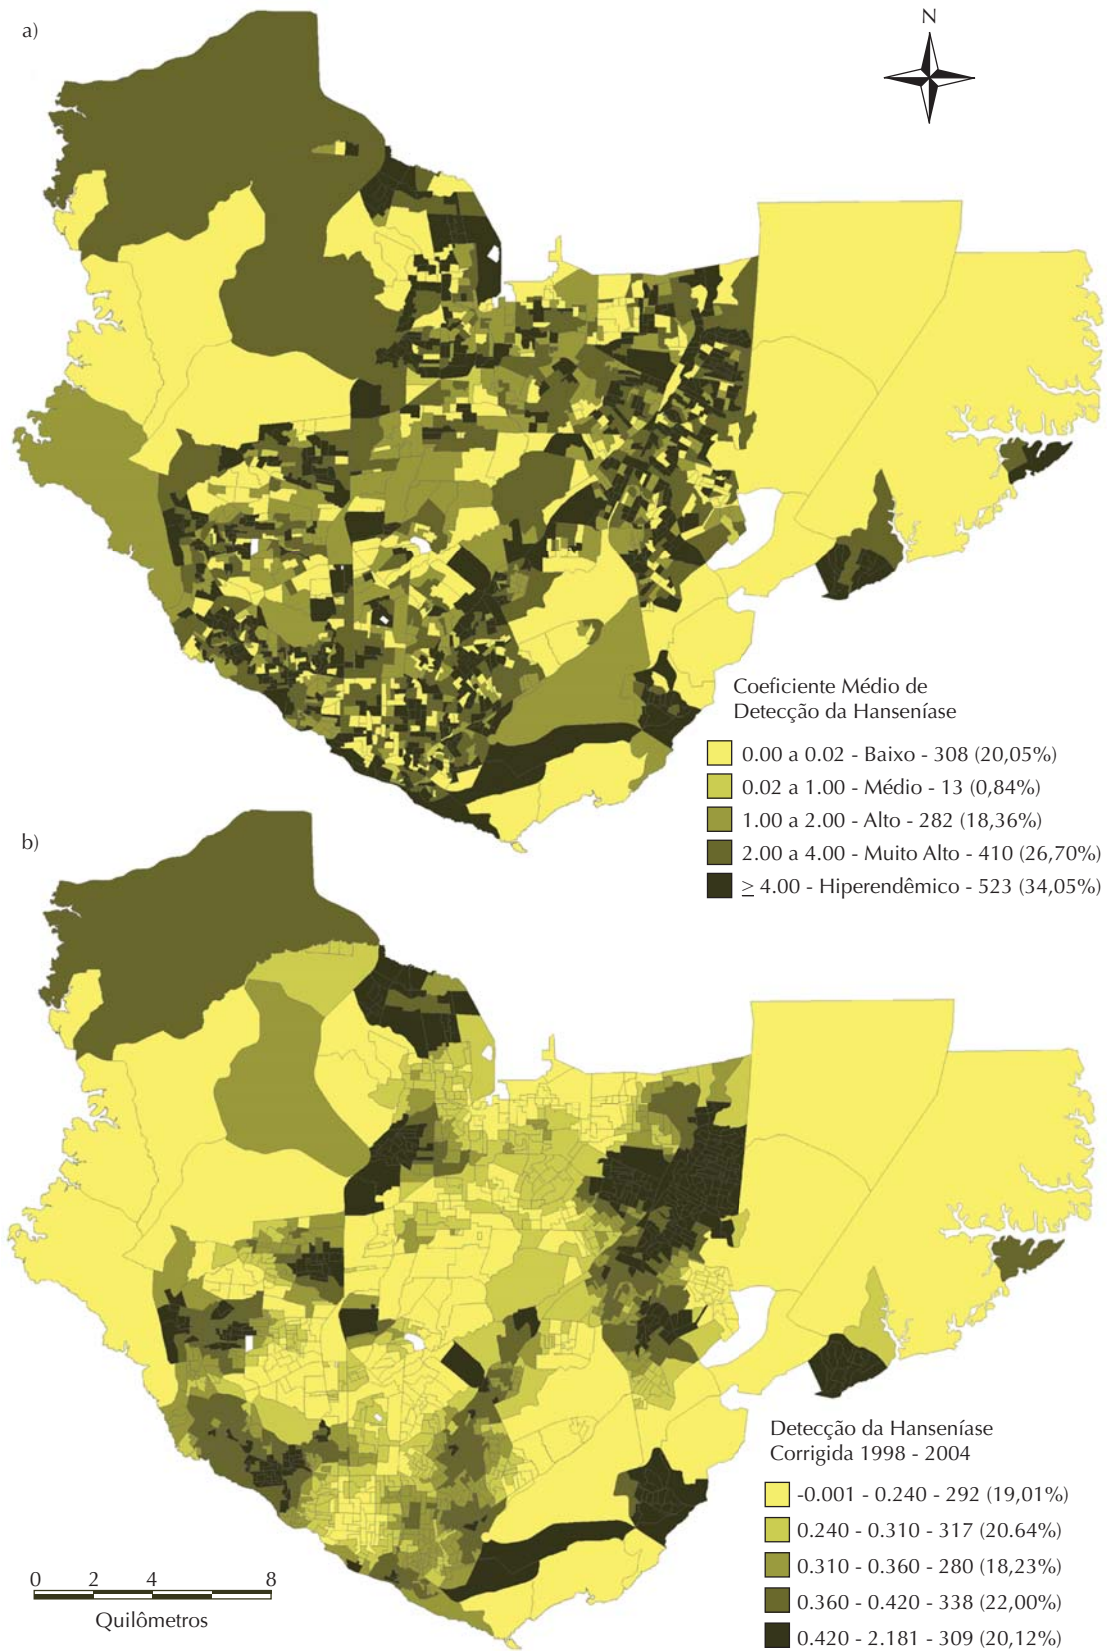 a)
N
Coeficiente Médio de
Detecção da Hanseníase
0.00 a 0.02 - Baixo - 308 (20,05%)
0.02 a 1.00 - Médio - 13 (0,84%)
1.00 a 2.00 - Alto - 282 (18,36%)
2.00 a 4.00 - Muito Alto - 410 (26,70%)
≥ 4.00 - Hiperendêmico - 523 (34,05%)
b)
Detecção da Hanseníase
Corrigida 1998 - 2004
-0.001 - 0.240 - 292 (19,01%)
0.240 - 0.310 - 317 (20.64%)
0.310 - 0.360 - 280 (18,23%)
0.360 - 0.420 - 338 (22,00%)
0.420 - 2.181 - 309 (20,12%)
0 2 4 8
Quilômetros